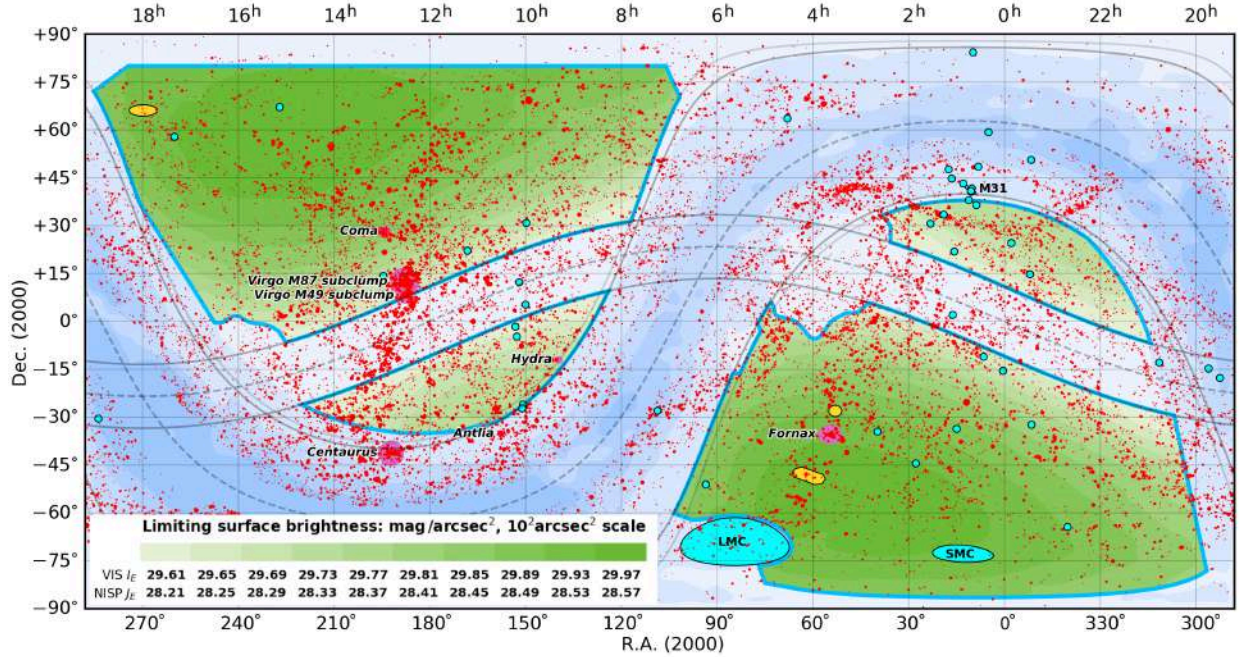 18h 16h 14h 12h 10h 8h 6h 4h 2h 0h 22h 20h
+90°
+75°
+60°
+45°
+30°
+15°
0°
−15°
−30°
−45°
−60°
−75°
−90°
Dec. (2000)
M31
Coma
Virgo M87 subclump
Virgo M49 subclump
Hydra
Antlia
Fornax
Centaurus
LMC
SMC
Limiting surface brightness: mag/arcsec², 10²arcsec² scale
VIS I_E 29.61 29.65 29.69 29.73 29.77 29.81 29.85 29.89 29.93 29.97
NISP J_E 28.21 28.25 28.29 28.33 28.37 28.41 28.45 28.49 28.53 28.57
270° 240° 210° 180° 150° 120° 90° 60° 30° 0° 330° 300°
R.A. (2000)